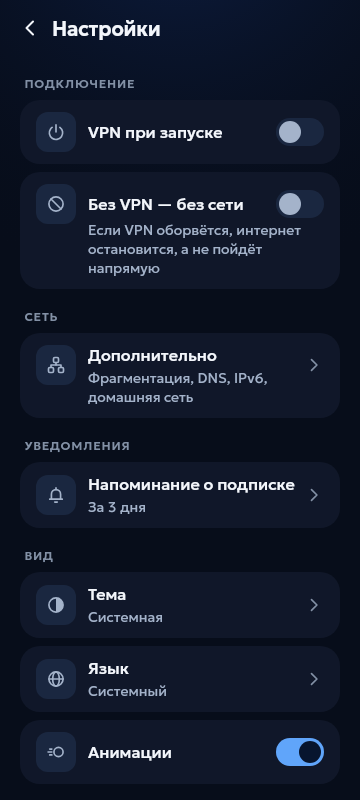 Настройки
ПОДКЛЮЧЕНИЕ
VPN при запуске
Без VPN — без сети
Если VPN оборвётся, интернет
остановится, а не пойдёт
напрямую
СЕТЬ
Дополнительно
Фрагментация, DNS, IPv6,
домашняя сеть
УВЕДОМЛЕНИЯ
Напоминание о подписке
За 3 дня
ВИД
Тема
Системная
Язык
Системный
Анимации